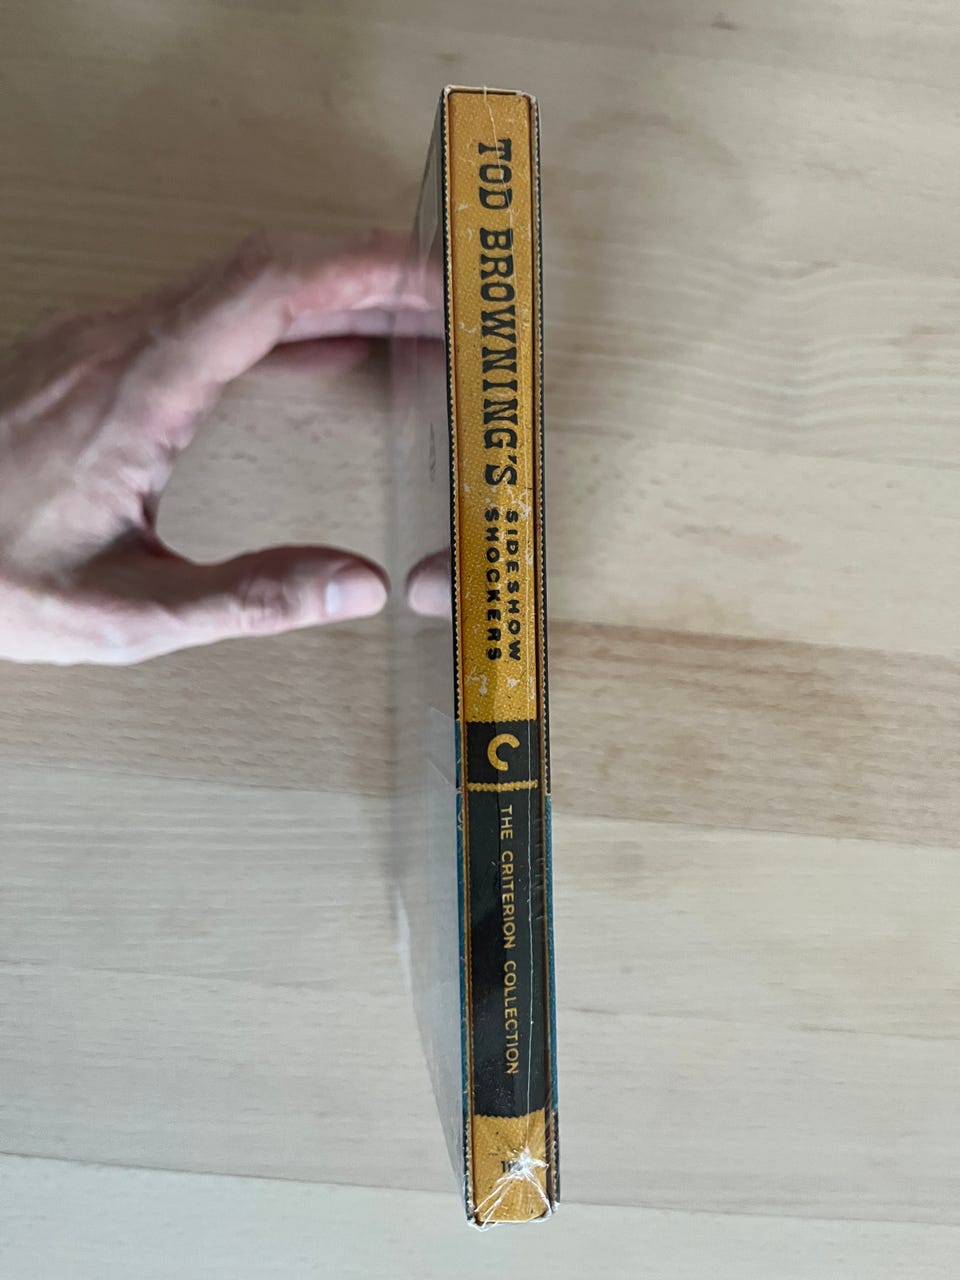 TOD BROWNING'S
SIDESHOW
SHOCKERS
THE CRITERION COLLECTION